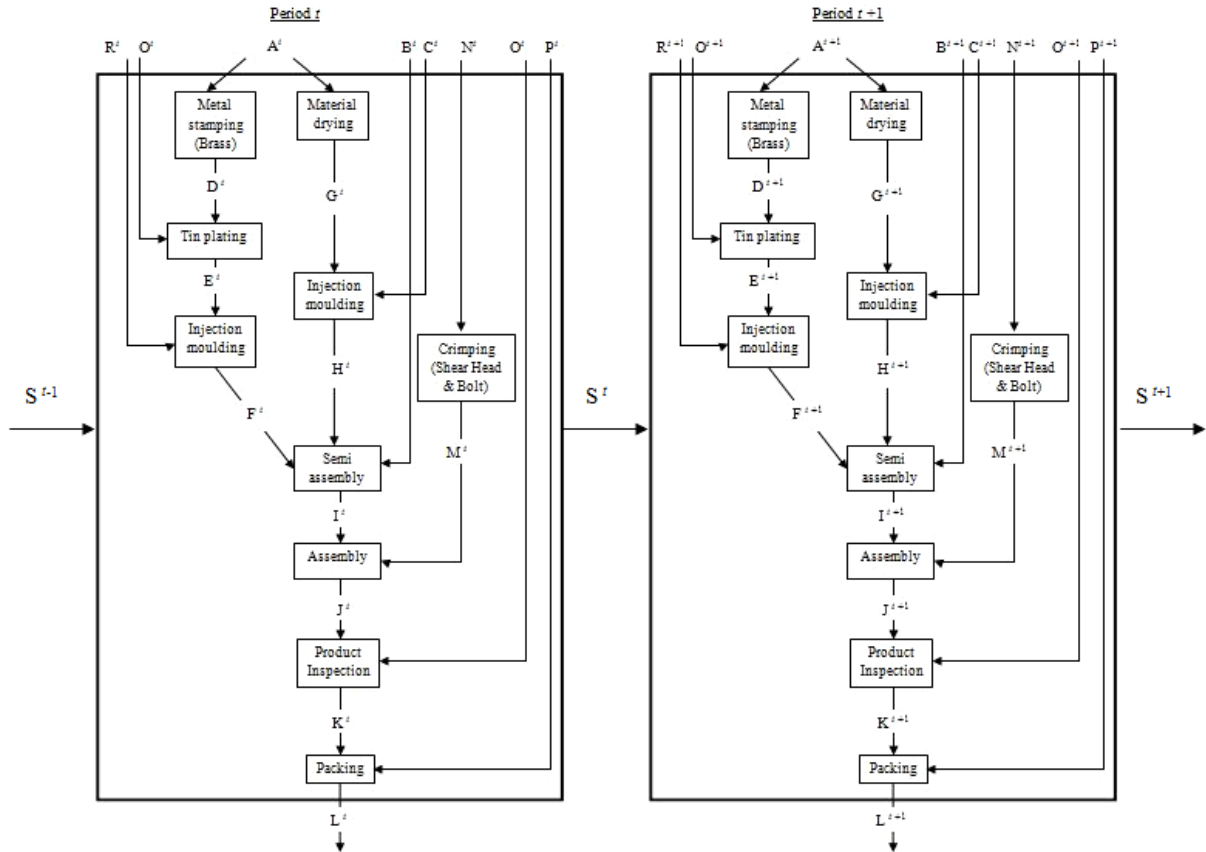 Period t
Period t+1
R^t O^t A^t B^t C^t N^t O^t P^t
R^t+1 O^t+1 A^t+1 B^t+1 C^t+1 N^t+1 O^t+1 P^t+1
Metal
stamping
(Brass)
Material
drying
D^t
G^t
Tin plating
E^t
Injection
moulding
Injection
moulding
Crimping
(Shear Head
& Bolt)
H^t
F^t
M^t
Semi
assembly
I^t
Assembly
J^t
Product
Inspection
K^t
Packing
L^t
S^t-1
S^t
S^t+1
Metal
stamping
(Brass)
Material
drying
D^t+1
G^t+1
Tin plating
E^t+1
Injection
moulding
Injection
moulding
Crimping
(Shear Head
& Bolt)
H^t+1
F^t+1
M^t+1
Semi
assembly
I^t+1
Assembly
J^t+1
Product
Inspection
K^t+1
Packing
L^t+1